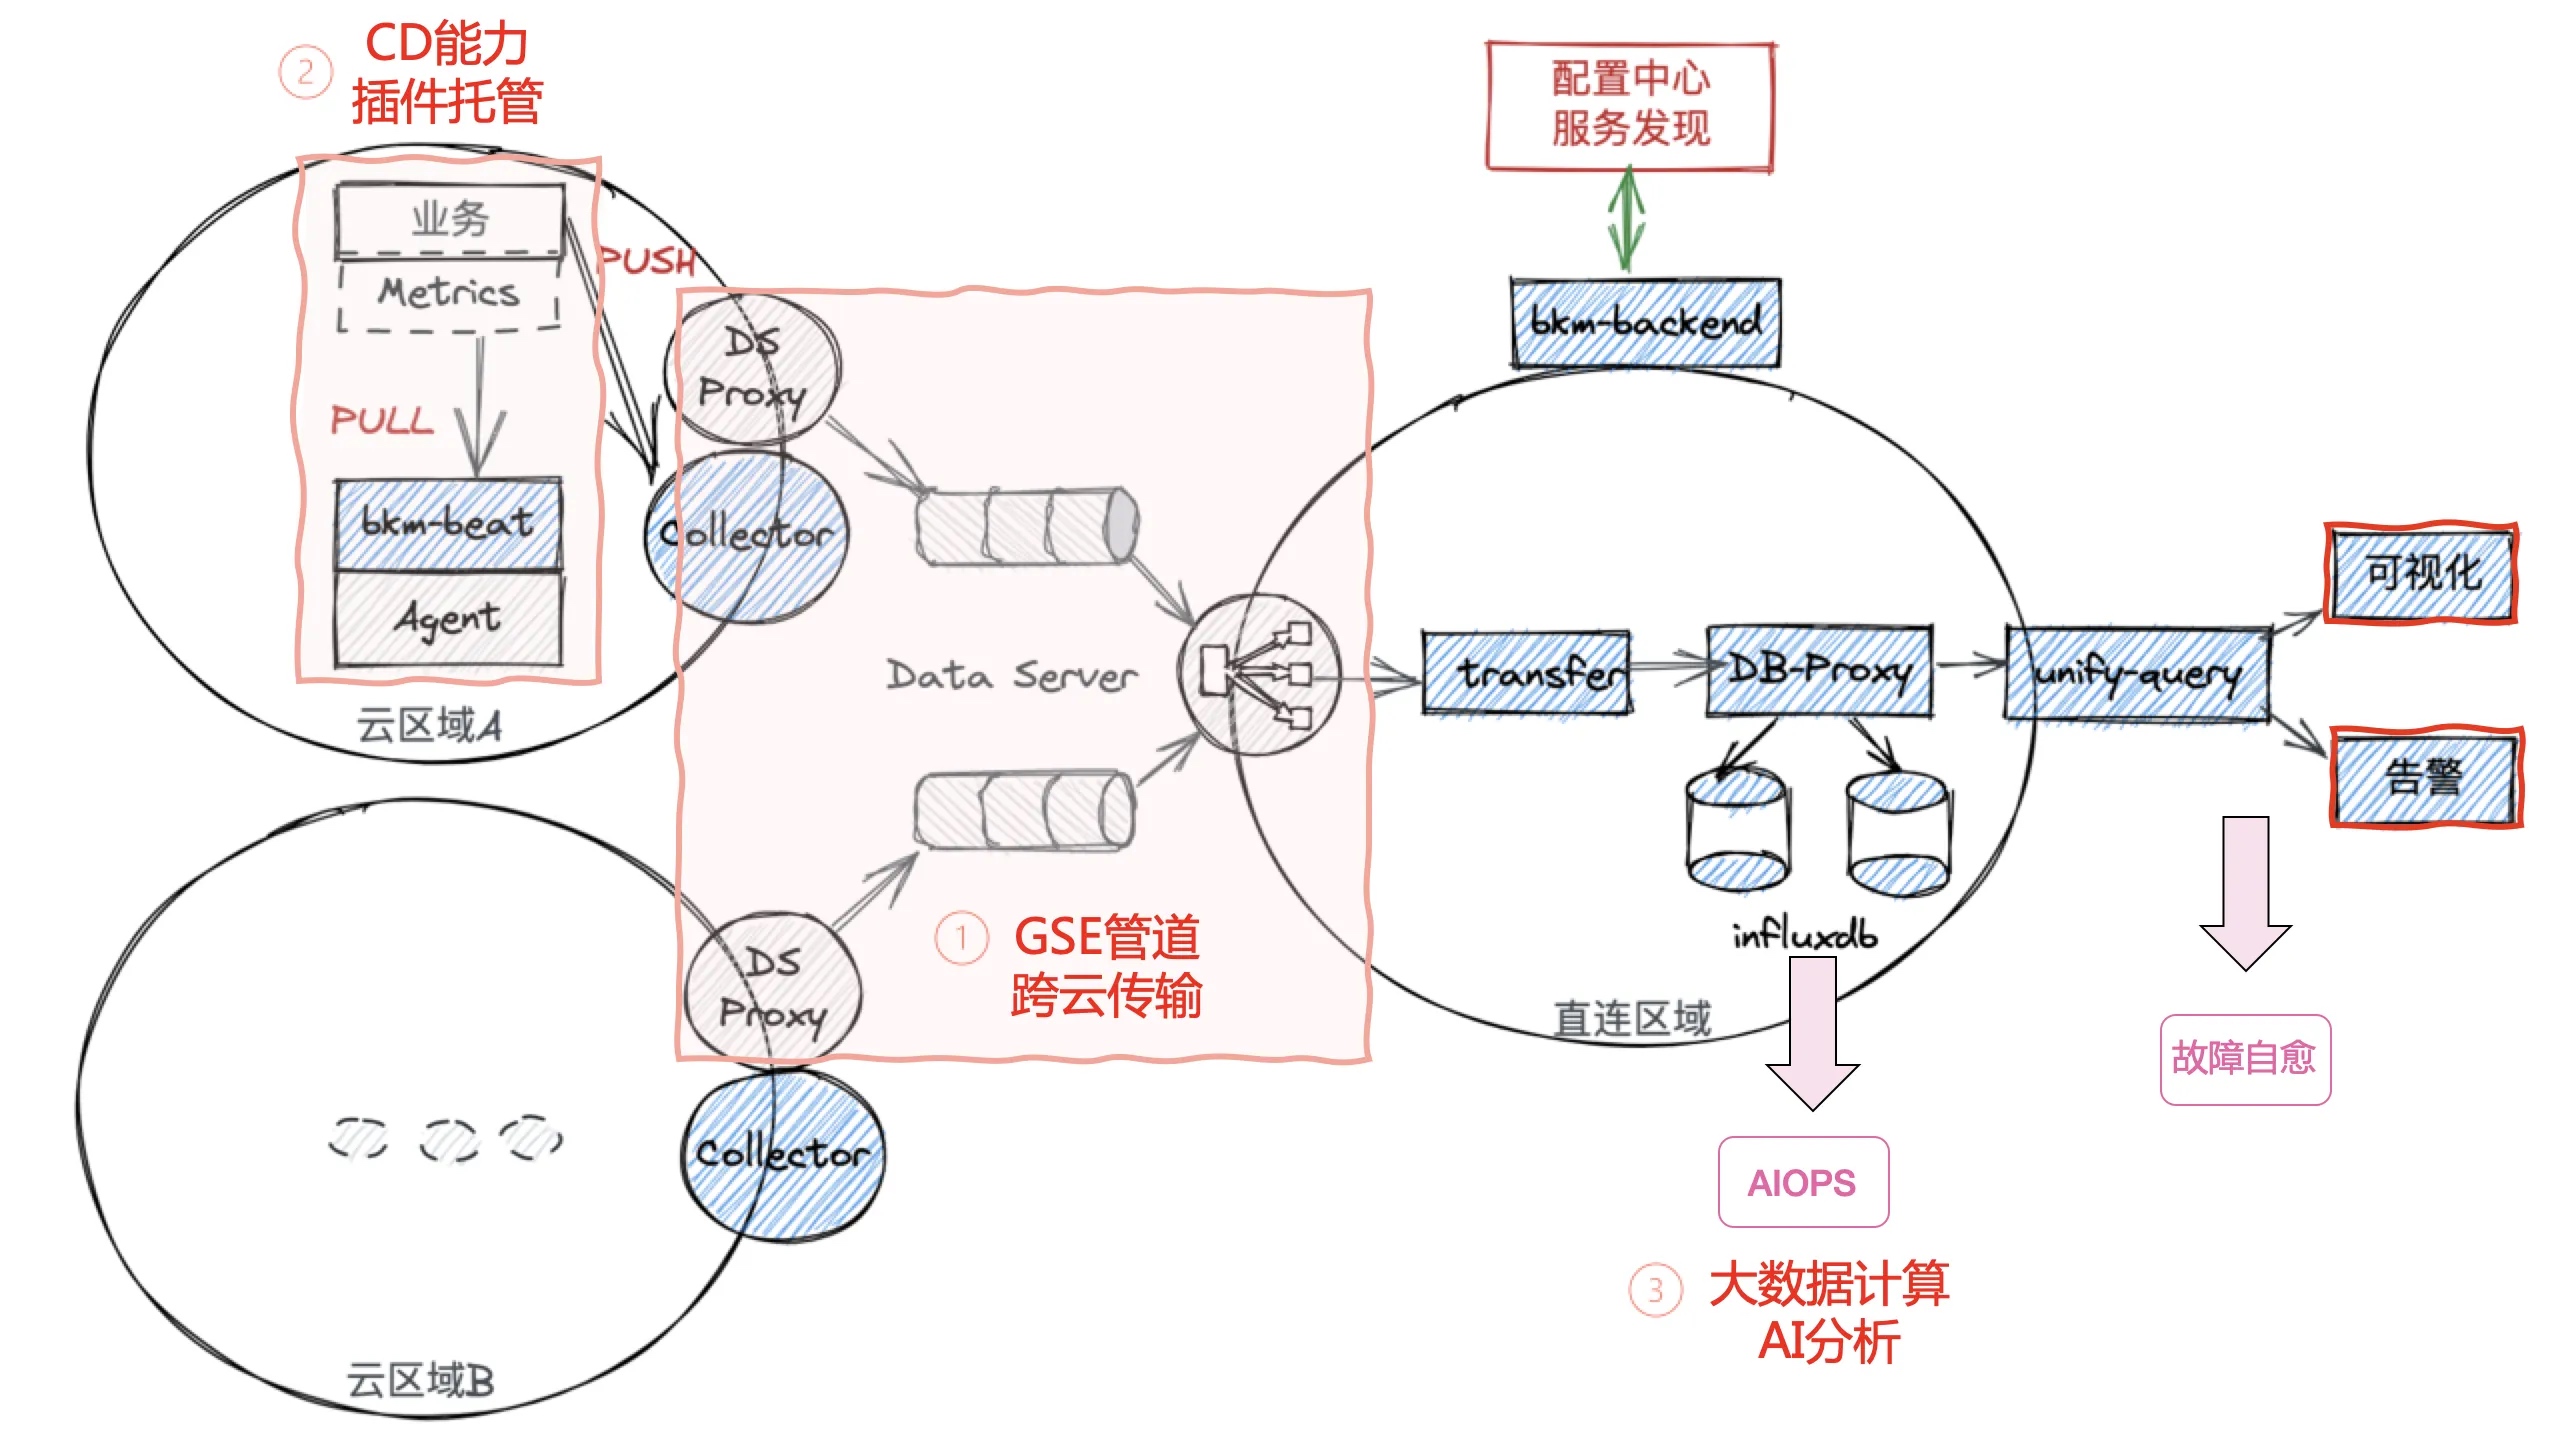 ②
CD能力
插件托管
配置中心
服务发现
业务
Metrics
PUSH
PULL
bkm-beat
Agent
云区域A
DS
Proxy
Collector
Data Server
bkm-backend
transfer
DB-Proxy
unify-query
可视化
告警
influxdb
直连区域
①
GSE管道
跨云传输
DS
Proxy
Collector
云区域B
故障自愈
AIOPS
③
大数据计算
AI分析